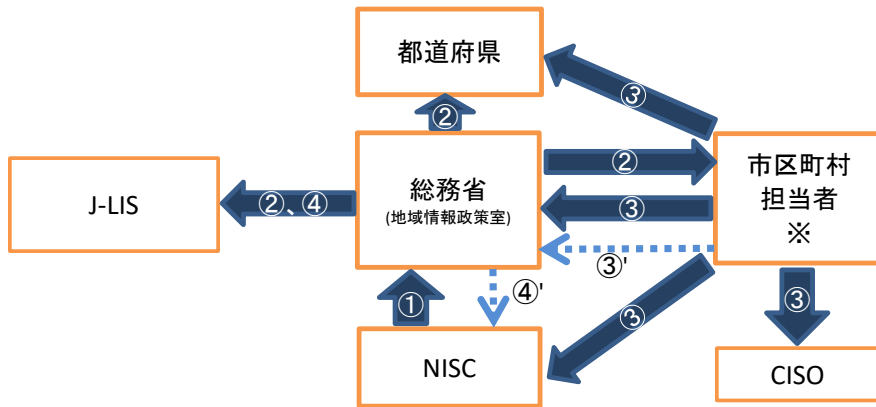 都道府県
③
②
②
市区町村
担当者
※
総務省
(地域情報政策室)
J-LIS
②、④
③
③'
①
④'
③
③
NISC
CISO